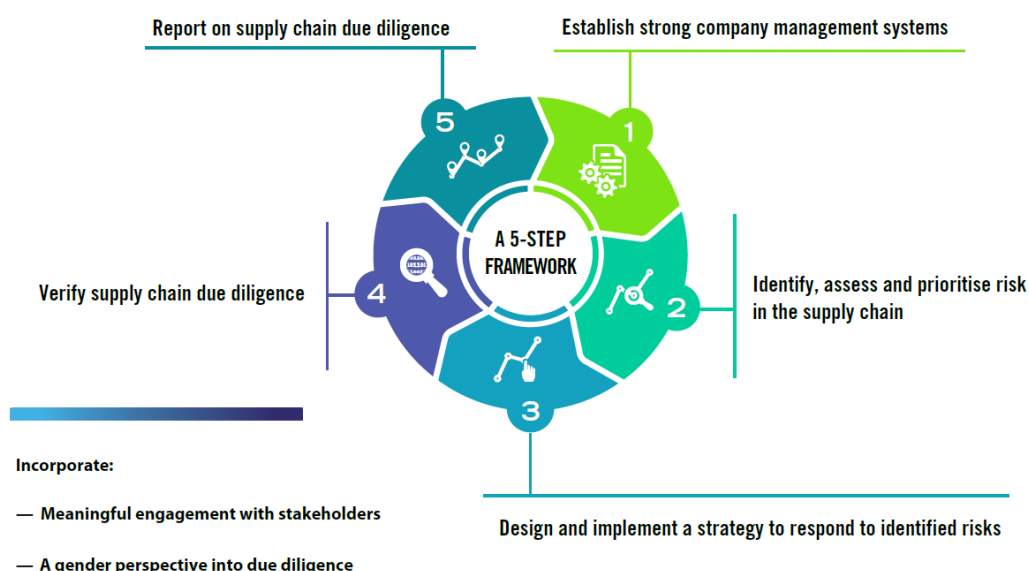 Report on supply chain due diligence
Establish strong company management systems
5
1
A 5-STEP
FRAMEWORK
Verify supply chain due diligence
4
2
Identify, assess and prioritise risk
in the supply chain
3
Incorporate:
— Meaningful engagement with stakeholders
Design and implement a strategy to respond to identified risks
— A gender perspective into due diligence